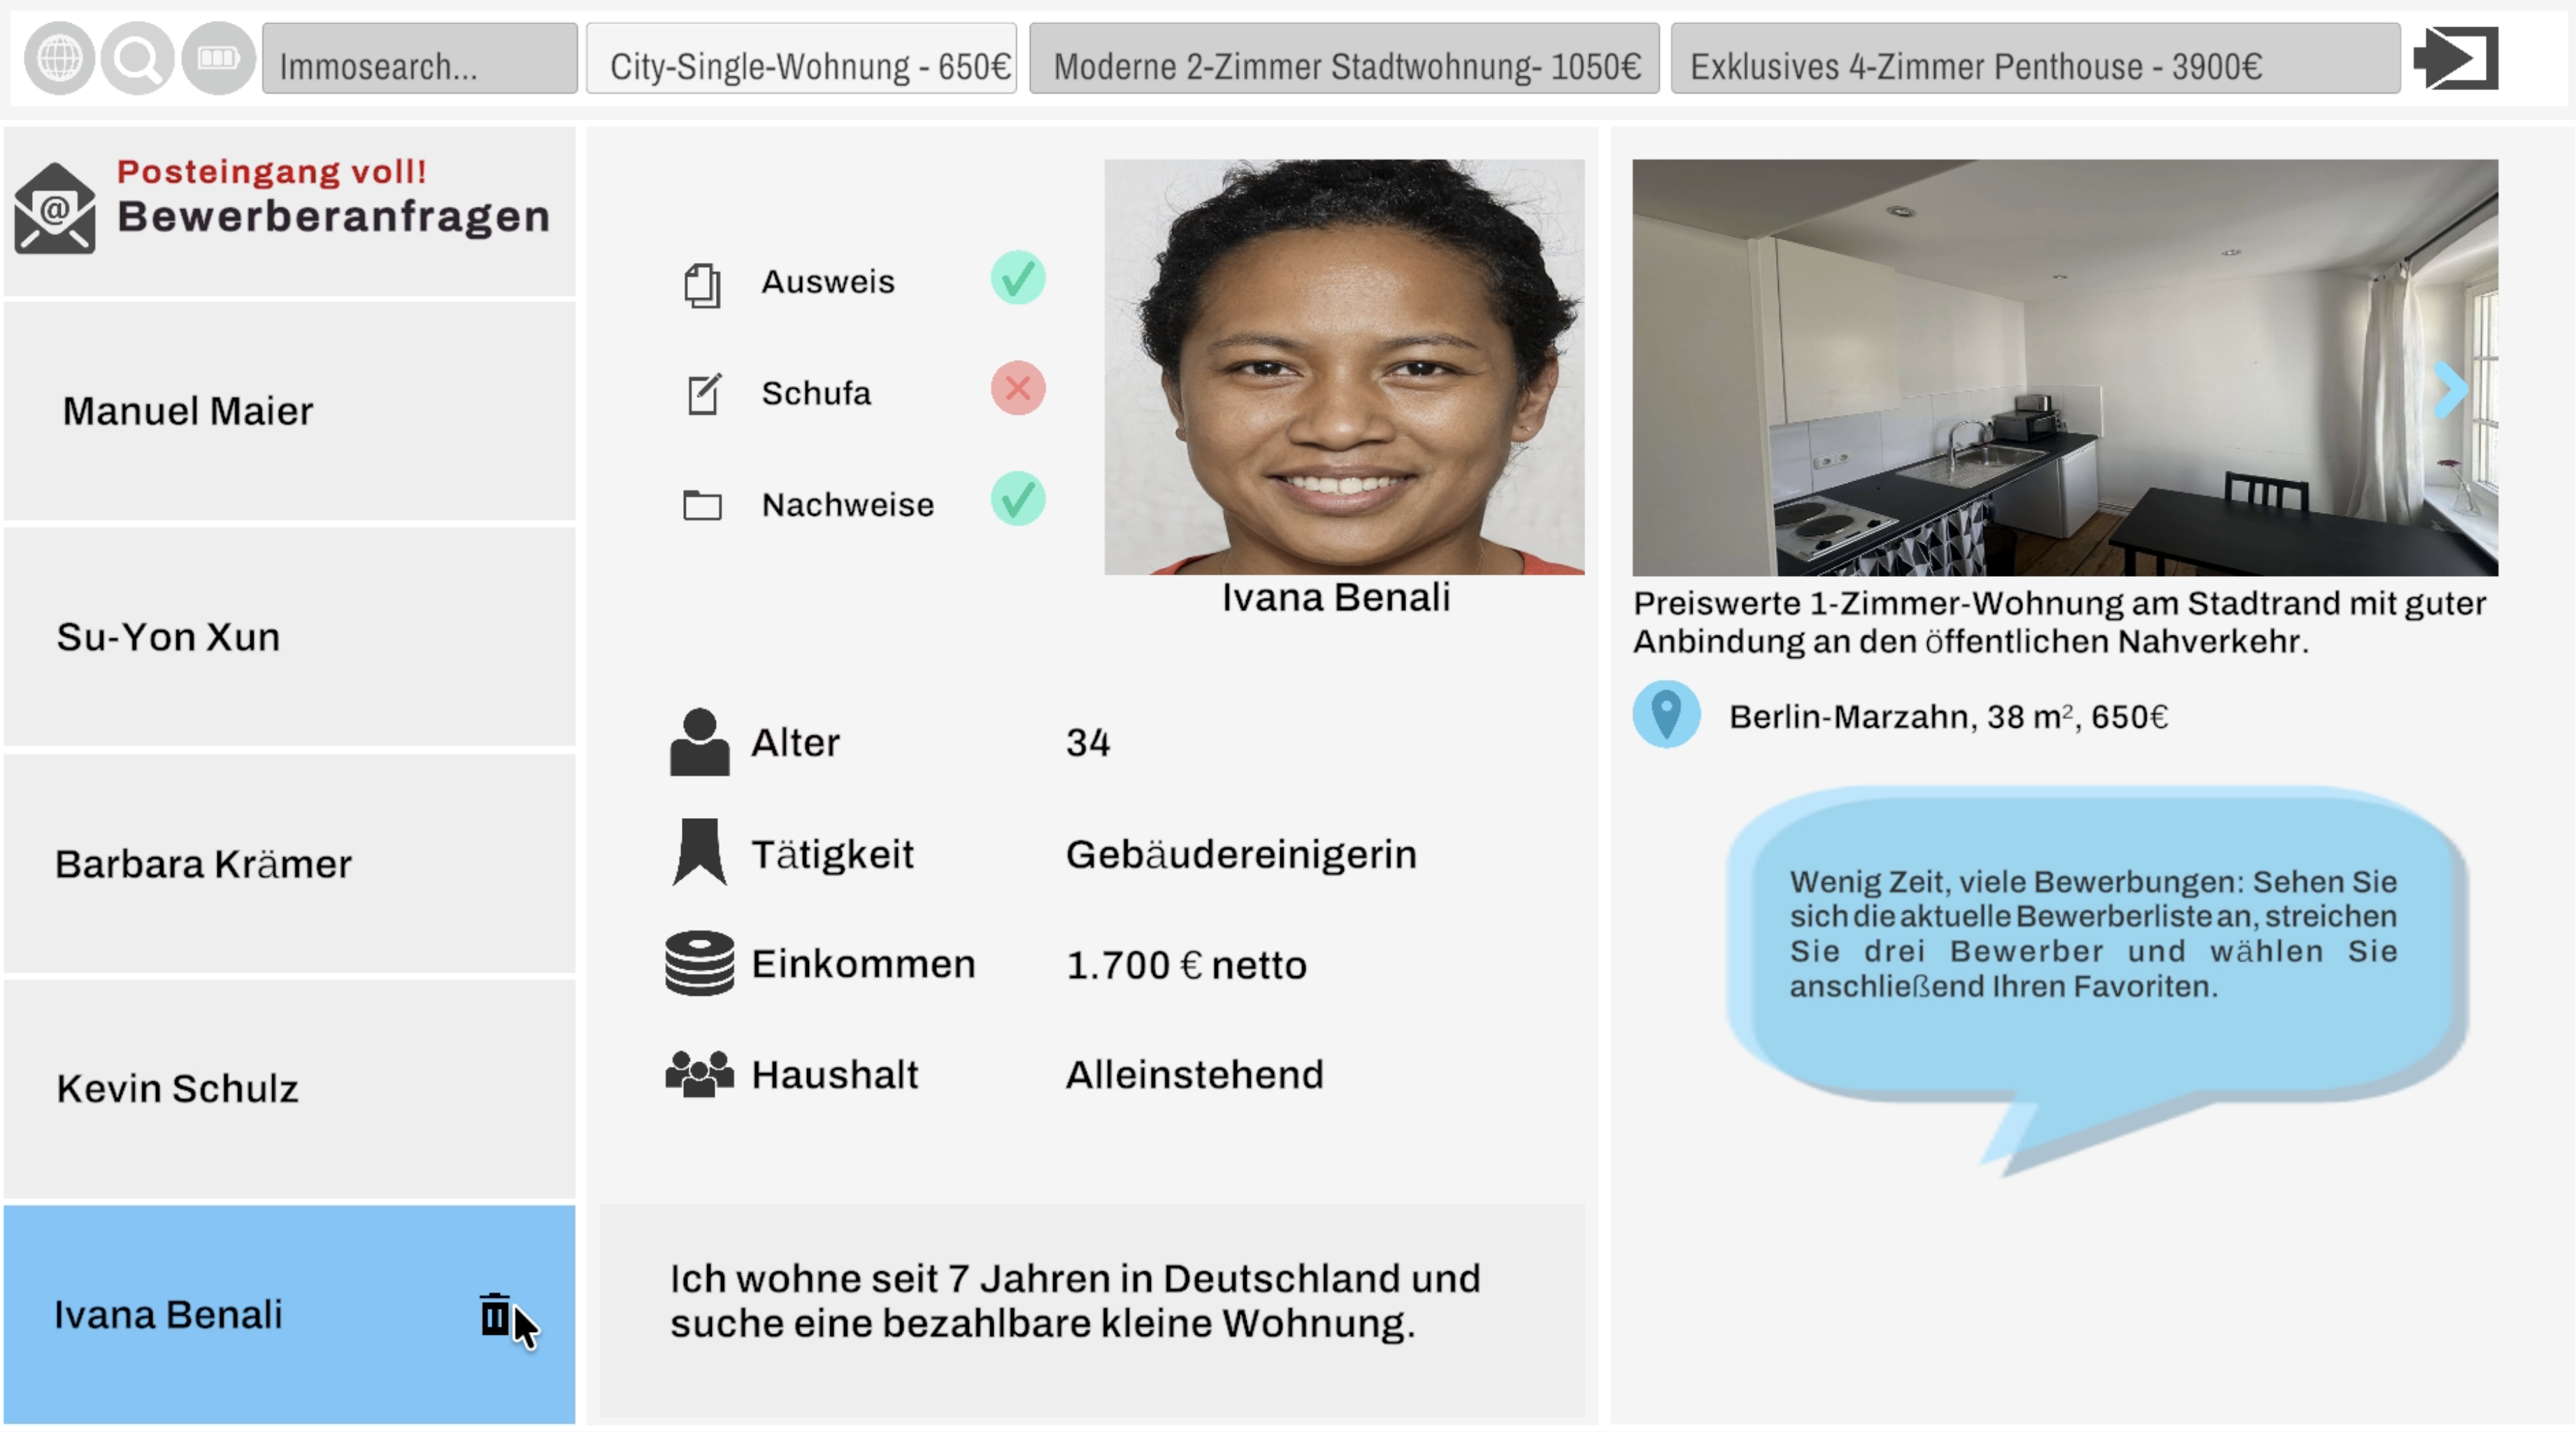 Immosearch...
City-Single-Wohnung - 650€
Moderne 2-Zimmer Stadtwohnung- 1050€
Exklusives 4-Zimmer Penthouse - 3900€
Posteingang voll!
Bewerberanfragen
Manuel Maier
Su-Yon Xun
Barbara Krämer
Kevin Schulz
Ivana Benali
Ausweis
Schufa
Nachweise
Ivana Benali
Alter 34
Tätigkeit Gebäudereinigerin
Einkommen 1.700 € netto
Haushalt Alleinstehend
Ich wohne seit 7 Jahren in Deutschland und
suche eine bezahlbare kleine Wohnung.
Preiswerte 1-Zimmer-Wohnung am Stadtrand mit guter
Anbindung an den öffentlichen Nahverkehr.
Berlin-Marzahn, 38 m², 650€
Wenig Zeit, viele Bewerbungen: Sehen Sie
sich die aktuelle Bewerberliste an, streichen
Sie drei Bewerber und wählen Sie
anschließend Ihren Favoriten.